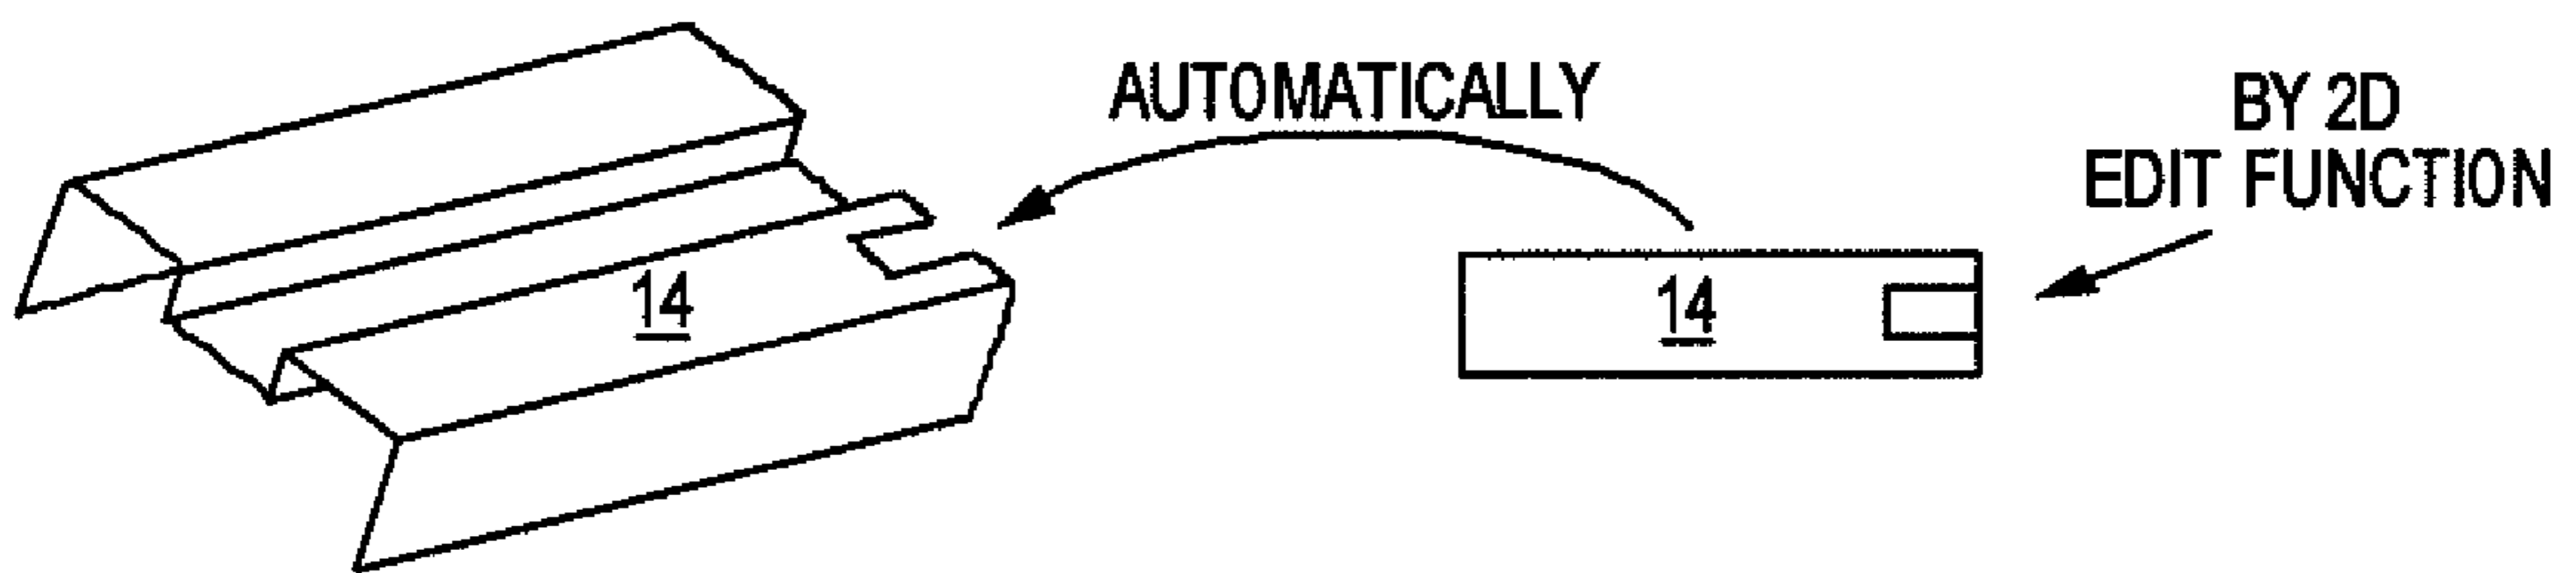 AUTOMATICALLY
BY 2D
EDIT FUNCTION
14
14